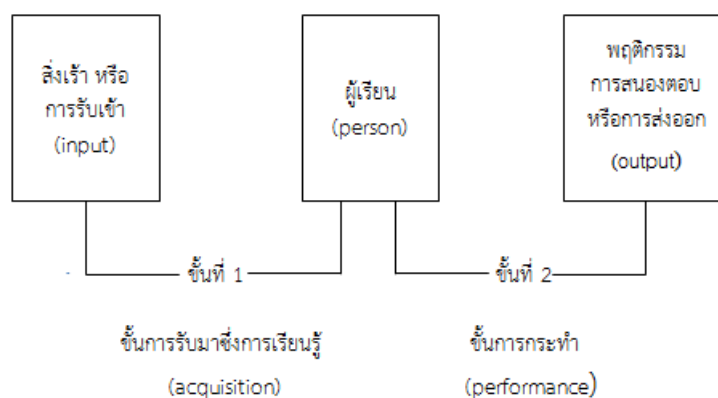 สิ่งเร้า หรือ
การรับเข้า
(input)
ผู้เรียน
(person)
พฤติกรรม
การสนองตอบ
หรือการส่งออก
(output)
ขั้นที่ 1
ขั้นที่ 2
ขั้นการรับมาซึ่งการเรียนรู้
(acquisition)
ขั้นการกระทำ
(performance)